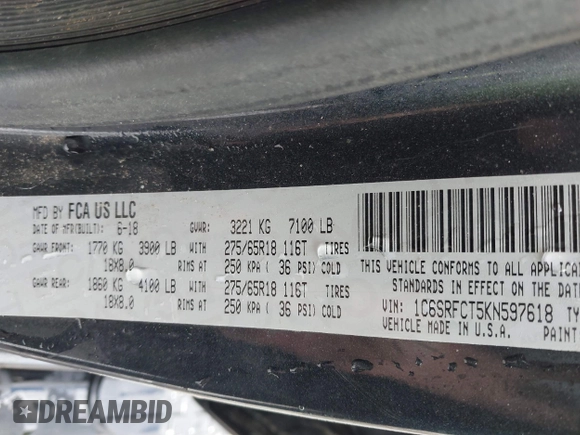 MFD BY FCA US LLC
DATE OF MFR(BUILT): 6-18 GVWR: 3221 KG 7100 LB
GAWR FRONT: 1770 KG 3900 LB WITH 275/65R18 116T TIRES
18X8.0 RIMS AT 250 KPA ( 36 PSI) COLD
GAWR REAR: 1860 KG 4100 LB WITH 275/65R18 116T TIRES
18X8.0 RIMS AT 250 KPA ( 36 PSI) COLD
THIS VEHICLE CONFORMS TO ALL APPLICA
STANDARDS IN EFFECT ON THE DATE
VIN: 1C6SRFCT5KN597618 TY
VEHICLE MADE IN U.S.A. PAINT
DREAMBID